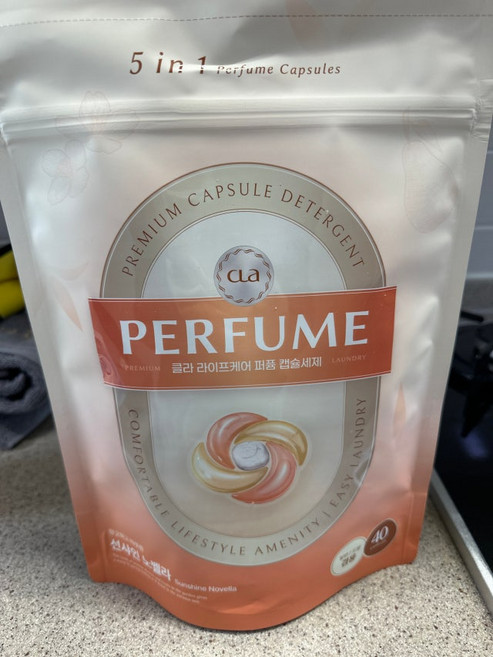 5 in 1 Perfume Capsules
PREMIUM CAPSULE DETERGENT
CLa
PERFUME
PREMIUM 클라 라이프케어 퍼퓸 캡슐세제 LAUNDRY
COMFORTABLE LIFESTYLE AMENITY | EASY LAUNDRY
40
선샤인 노벨라 Sunshine Novella